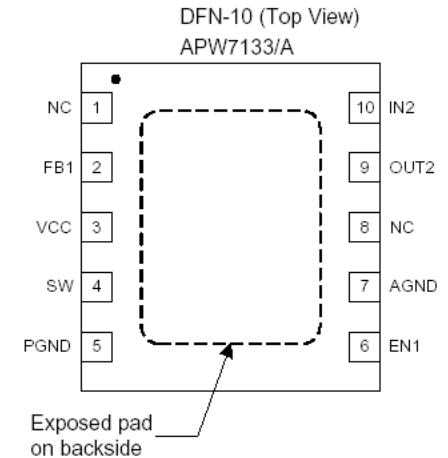 DFN-10 (Top View)
APW7133/A
NC 1 10 IN2
FB1 2 9 OUT2
VCC 3 8 NC
SW 4 7 AGND
PGND 5 6 EN1
Exposed pad
on backside